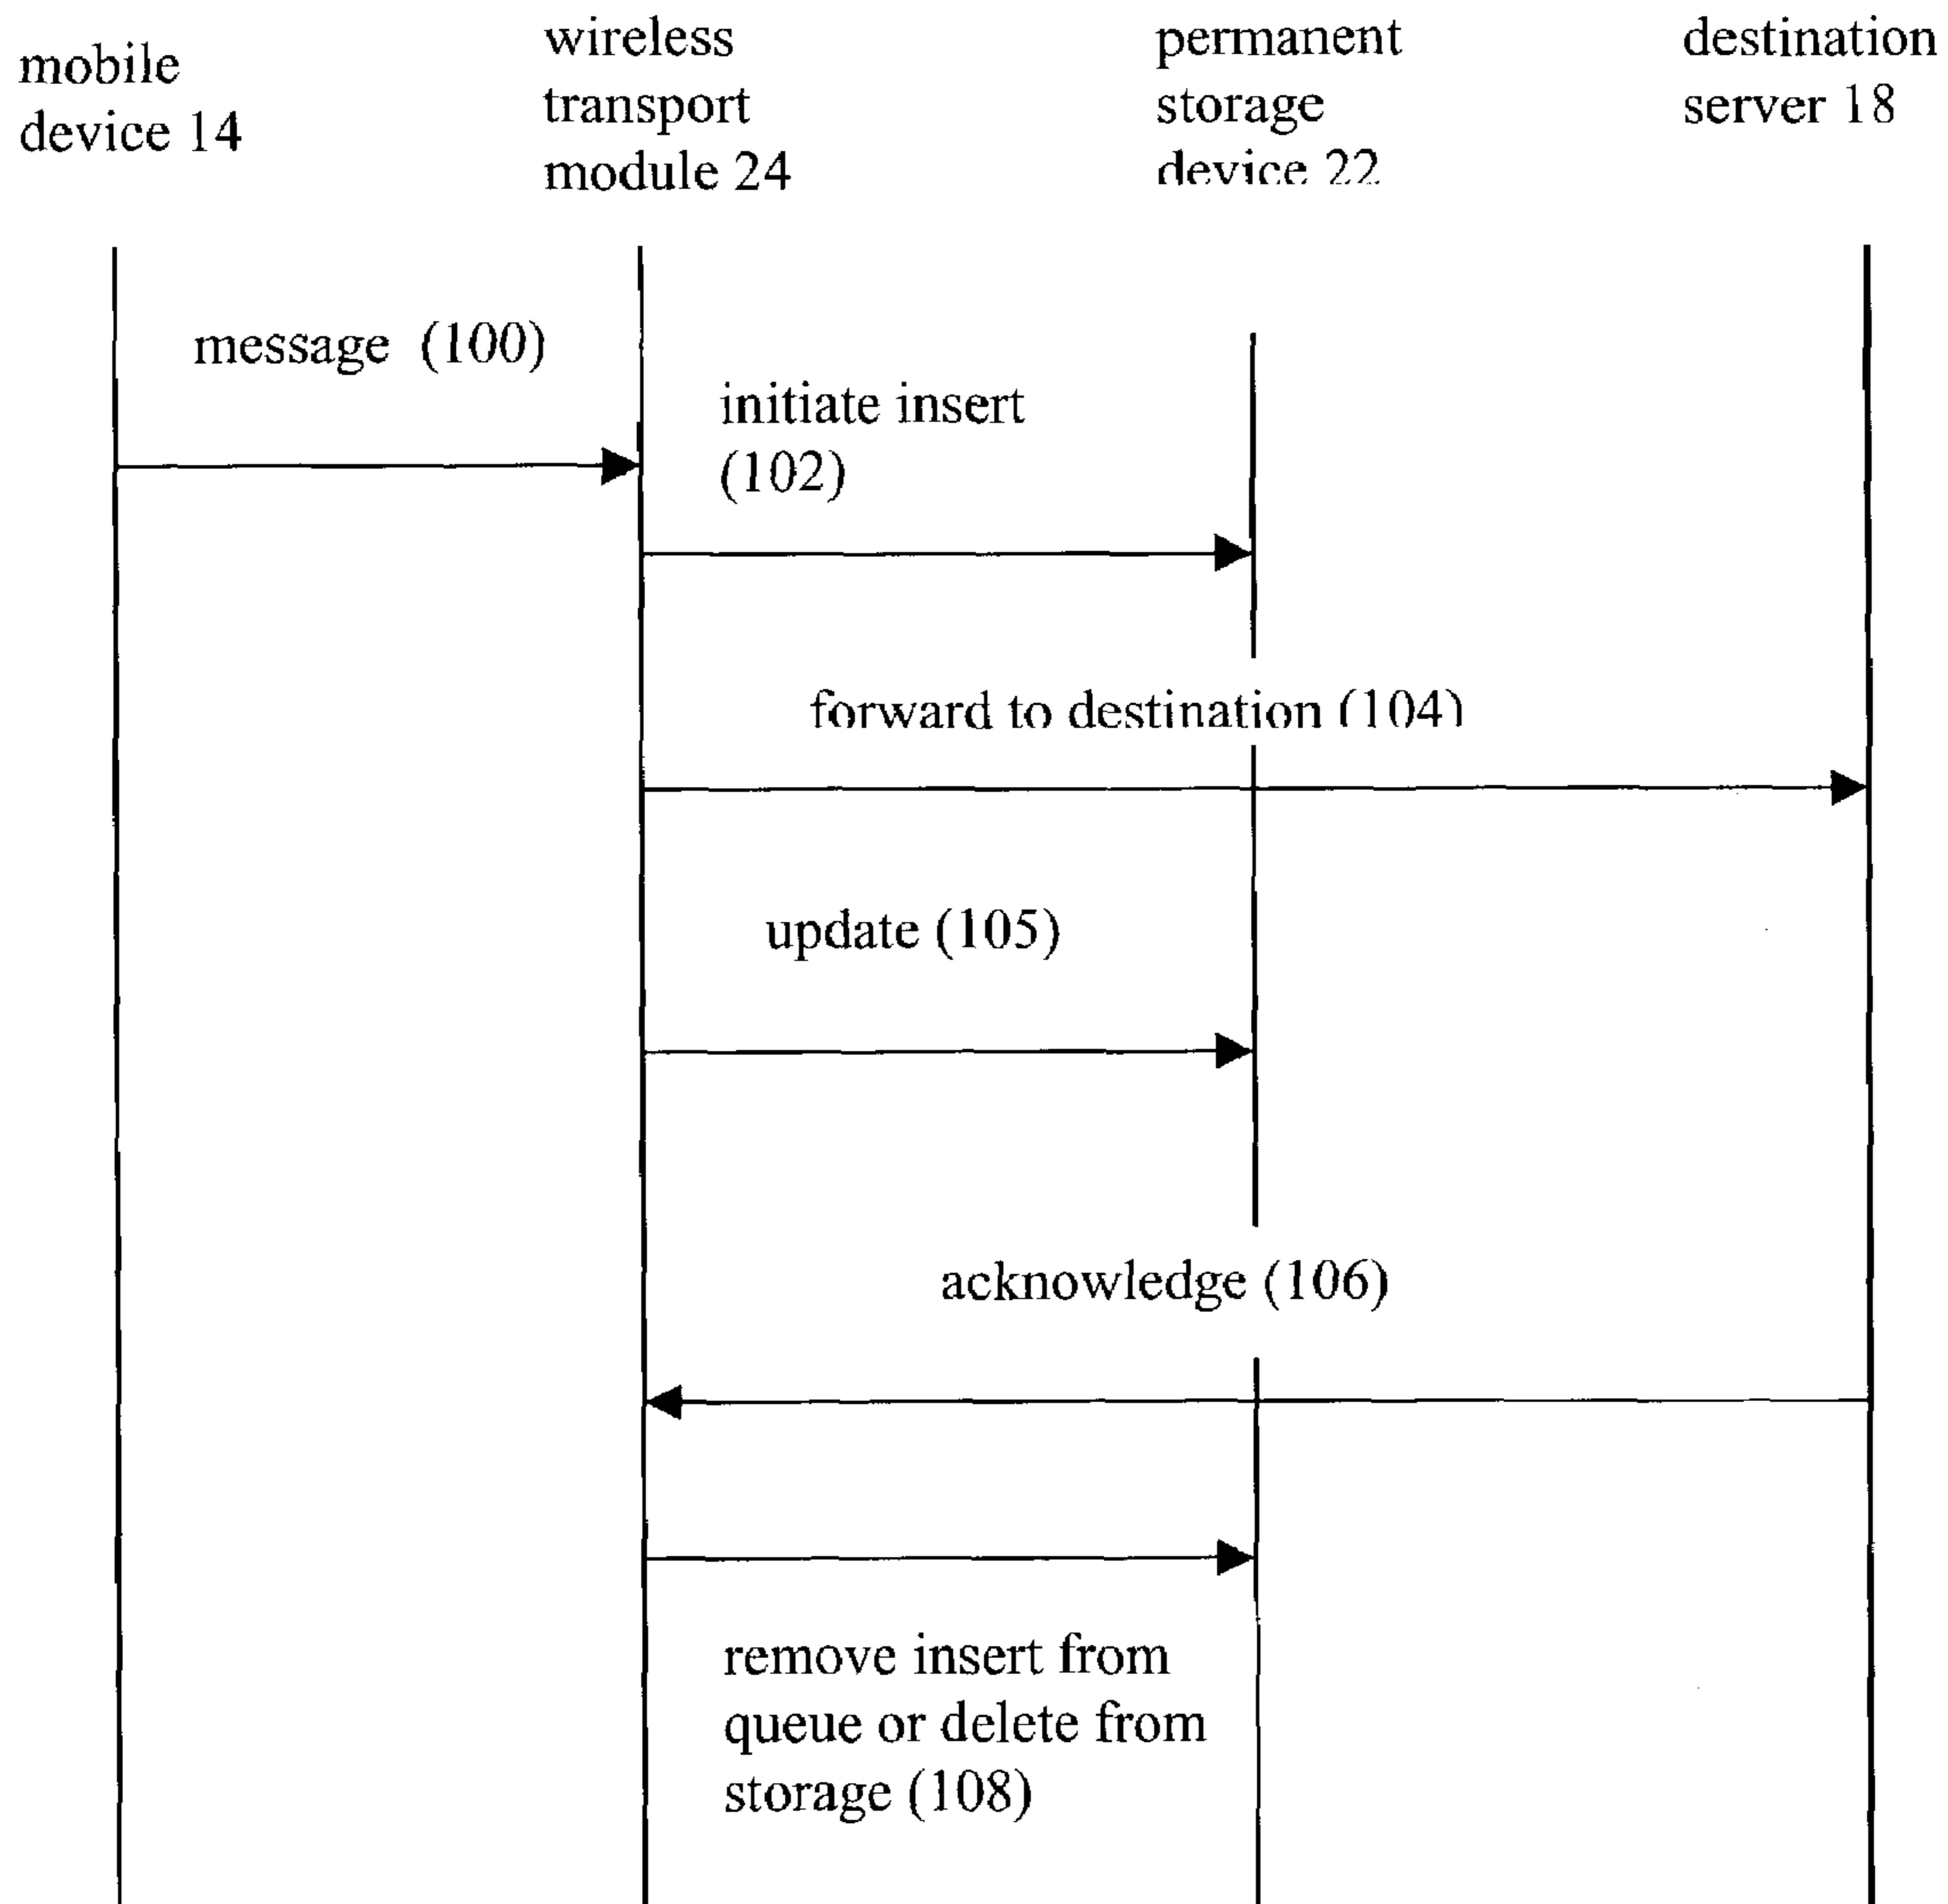 mobile
device 14
wireless
transport
module 24
permanent
storage
device 22
destination
server 18
message (100)
initiate insert
(102)
forward to destination (104)
update (105)
acknowledge (106)
remove insert from
queue or delete from
storage (108)